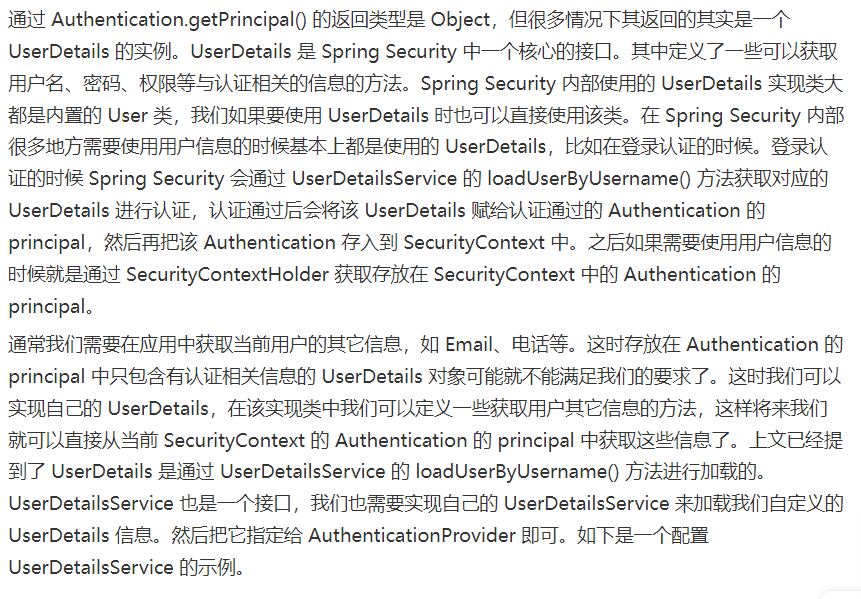 通过 Authentication.getPrincipal() 的返回类型是 Object，但很多情况下其返回的其实是一个
UserDetails 的实例。UserDetails 是 Spring Security 中一个核心的接口。其中定义了一些可以获取
用户名、密码、权限等与认证相关的信息的方法。Spring Security 内部使用的 UserDetails 实现类大
都是内置的 User 类，我们如果要使用 UserDetails 时也可以直接使用该类。在 Spring Security 内部
很多地方需要使用用户信息的时候基本上都是使用的 UserDetails，比如在登录认证的时候。登录认
证的时候 Spring Security 会通过 UserDetailsService 的 loadUserByUsername() 方法获取对应的
UserDetails 进行认证，认证通过后会将该 UserDetails 赋给认证通过的 Authentication 的
principal，然后再把该 Authentication 存入到 SecurityContext 中。之后如果需要使用用户信息的
时候就是通过 SecurityContextHolder 获取存放在 SecurityContext 中的 Authentication 的
principal。
通常我们需要在应用中获取当前用户的其它信息，如 Email、电话等。这时存放在 Authentication 的
principal 中只包含有认证相关信息的 UserDetails 对象可能就不能满足我们的要求了。这时我们可以
实现自己的 UserDetails，在该实现类中我们可以定义一些获取用户其它信息的方法，这样将来我们
就可以直接从当前 SecurityContext 的 Authentication 的 principal 中获取这些信息了。上文已经提
到了 UserDetails 是通过 UserDetailsService 的 loadUserByUsername() 方法进行加载的。
UserDetailsService 也是一个接口，我们也需要实现自己的 UserDetailsService 来加载我们自定义的
UserDetails 信息。然后把它指定给 AuthenticationProvider 即可。如下是一个配置
UserDetailsService 的示例。